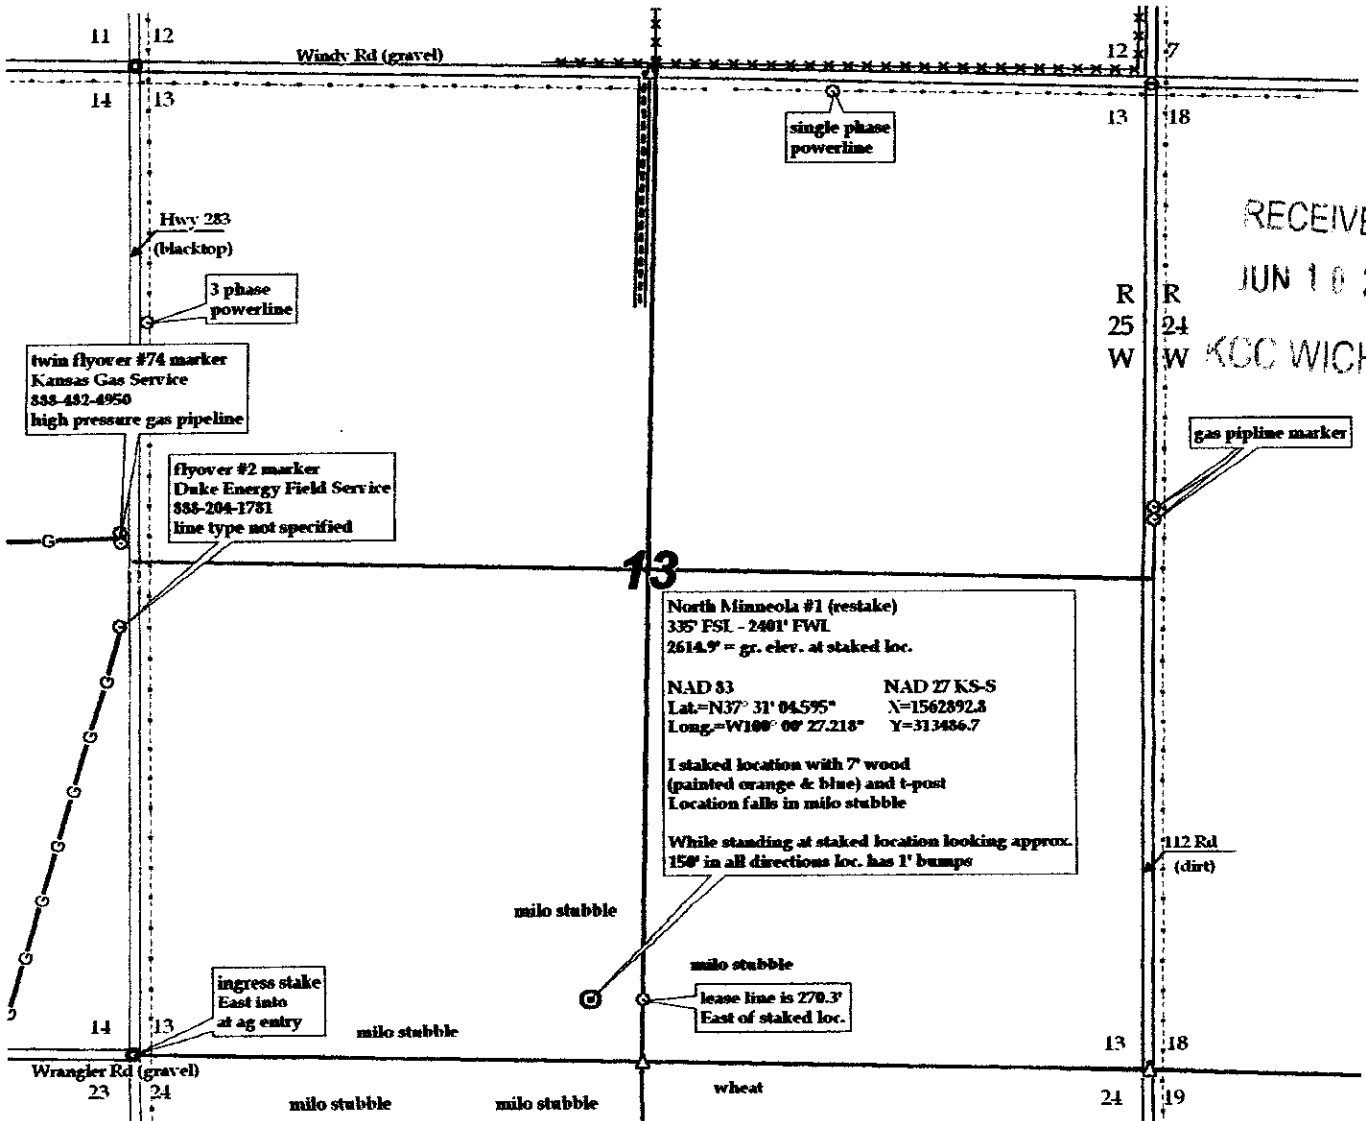 11 12
Windy Rd (gravel)
12 7
14 13
13 18
single phase
powerline
Hwy 283
(blacktop)
RECEIVE
JUN 10
KCC WICH
3 phase
powerline
R R
25 24
W W
twin flyover #74 marker
Kansas Gas Service
888-482-4950
high pressure gas pipeline
gas pipline marker
flyover #2 marker
Duke Energy Field Service
888-204-1781
line type not specified
G
13
North Minneola #1 (restake)
335' FSL - 2401' FWL
2614.9' = gr. elev. at staked loc.
NAD 83 NAD 27 KS-S
Lat.=N37° 31' 04.595" X=1562892.8
Long.=W100° 00' 27.218" Y=313486.7
I staked location with 7' wood
(painted orange & blue) and t-post
Location falls in milo stubble
While standing at staked location looking approx.
150' in all directions loc. has 1' bumps
G
G
G
G
G
G
112 Rd
(dirt)
milo stubble
milo stubble
ingress stake
East into
at ag entry
lease line is 270.3'
East of staked loc.
14 13
milo stubble
13 18
Wrangler Rd (gravel)
23 24
milo stubble milo stubble
wheat
24 19